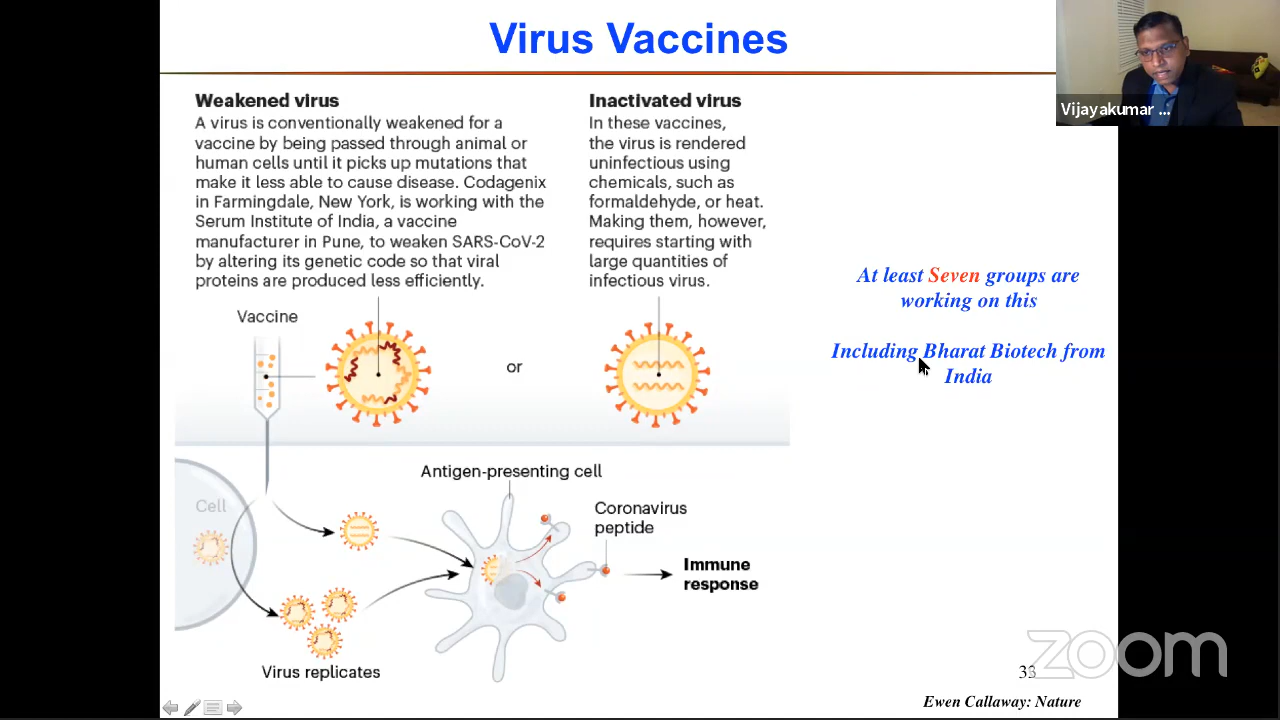 Virus Vaccines
Vijayakumar ...
Weakened virus
A virus is conventionally weakened for a
vaccine by being passed through animal or
human cells until it picks up mutations that
make it less able to cause disease. Codagenix
in Farmingdale, New York, is working with the
Serum Institute of India, a vaccine
manufacturer in Pune, to weaken SARS-CoV-2
by altering its genetic code so that viral
proteins are produced less efficiently.
Inactivated virus
In these vaccines,
the virus is rendered
uninfectious using
chemicals, such as
formaldehyde, or heat.
Making them, however,
requires starting with
large quantities of
infectious virus.
At least Seven groups are
working on this
Including Bharat Biotech from
India
Vaccine
or
Antigen-presenting cell
Cell
Coronavirus
peptide
Immune
response
Virus replicates
zoom
33
Ewen Callaway: Nature